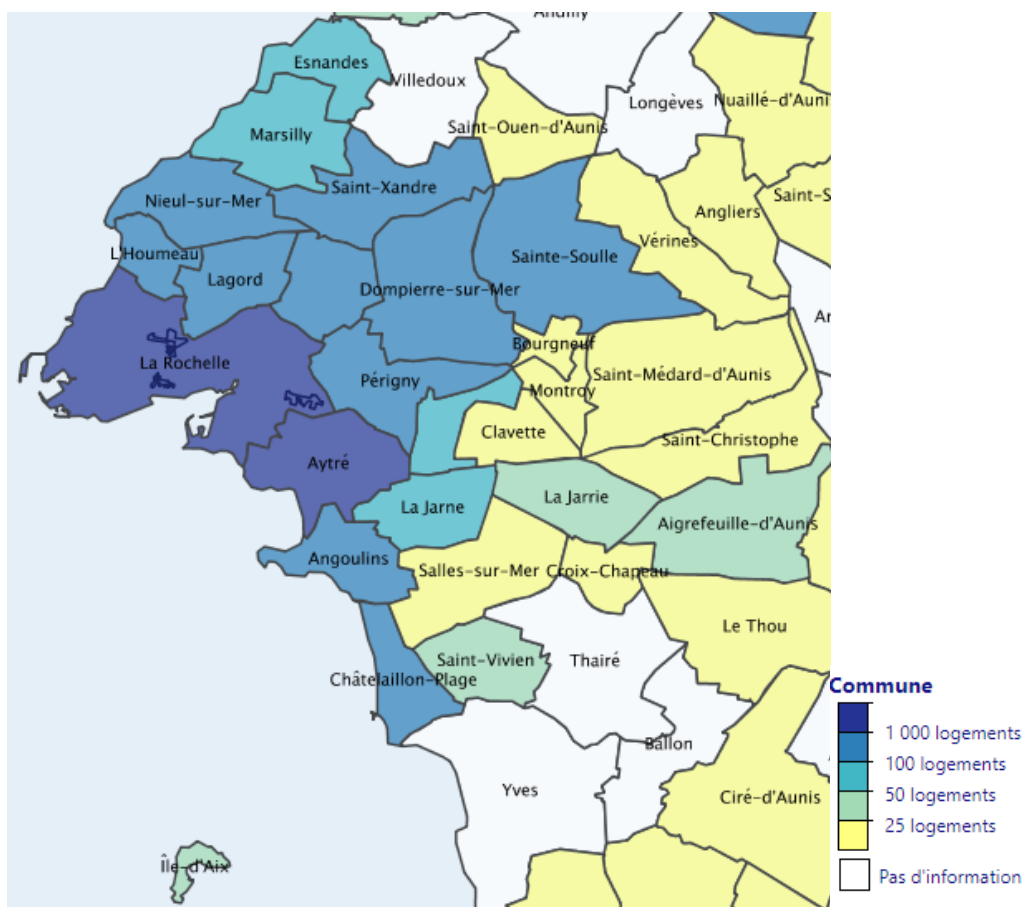 Andilly
Esnandes
Villedoux
Longèves
Nuaillé-d'Auni
Saint-Ouen-d'Aunis
Marsilly
Saint-Xandre
Saint-S
Nieul-sur-Mer
Angliers
Vérines
L'Houmeau
Sainte-Soulle
Lagord
Dompierre-sur-Mer
Ar
Bourgneuf
La Rochelle
Saint-Médard-d'Aunis
Périgny
Montroy
Clavette
Saint-Christophe
Aytré
La Jarrie
La Jarne
Aigrefeuille-d'Aunis
Angoulins
Salles-sur-Mer
Croix-Chapeau
Le Thou
Saint-Vivien
Thairé
Châtelaillon-Plage
Commune
1 000 logements
Ballon
100 logements
Yves
50 logements
Ciré-d'Aunis
25 logements
Île-d'Aix
Pas d'information